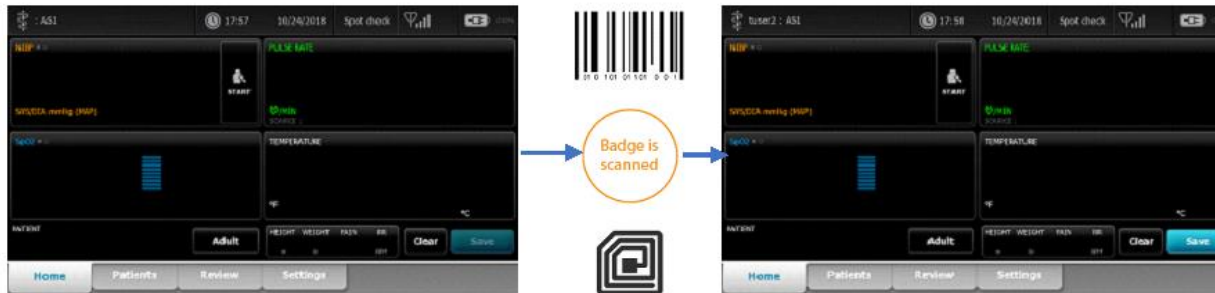 : ASI
17:57
10/24/2018
Spot check
NIBP
START
SYS/DIA mmHg (MAP)
PULSE RATE
/MIN
SOURCE :
SpO2
TEMPERATURE
°F
°C
PATIENT
Adult
HEIGHT WEIGHT PAIN RR
Clear
Save
Home
Patients
Review
Settings
Badge is
scanned
tuser2 : ASI
17:58
10/24/2018
Spot check
NIBP
START
SYS/DIA mmHg (MAP)
PULSE RATE
/MIN
SOURCE :
SpO2
TEMPERATURE
°F
°C
PATIENT
Adult
HEIGHT WEIGHT PAIN RR
Clear
Save
Home
Patients
Review
Settings